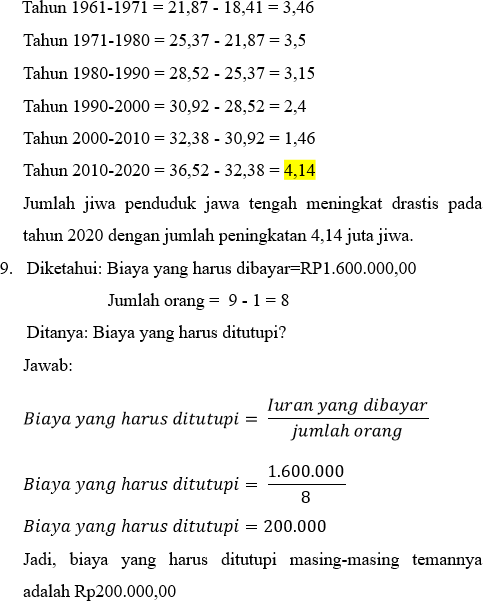 Tahun 1961-1971 = 21,87 - 18,41 = 3,46
Tahun 1971-1980 = 25,37 - 21,87 = 3,5
Tahun 1980-1990 = 28,52 - 25,37 = 3,15
Tahun 1990-2000 = 30,92 - 28,52 = 2,4
Tahun 2000-2010 = 32,38 - 30,92 = 1,46
Tahun 2010-2020 = 36,52 - 32,38 = 4,14
Jumlah jiwa penduduk jawa tengah meningkat drastis pada
tahun 2020 dengan jumlah peningkatan 4,14 juta jiwa.
9. Diketahui: Biaya yang harus dibayar=RP1.600.000,00
Jumlah orang = 9 - 1 = 8
Ditanya: Biaya yang harus ditutupi?
Jawab:
Biaya yang harus ditutupi = Iuran yang dibayar / jumlah orang
Biaya yang harus ditutupi = 1.600.000 / 8
Biaya yang harus ditutupi = 200.000
Jadi, biaya yang harus ditutupi masing-masing temannya
adalah Rp200.000,00